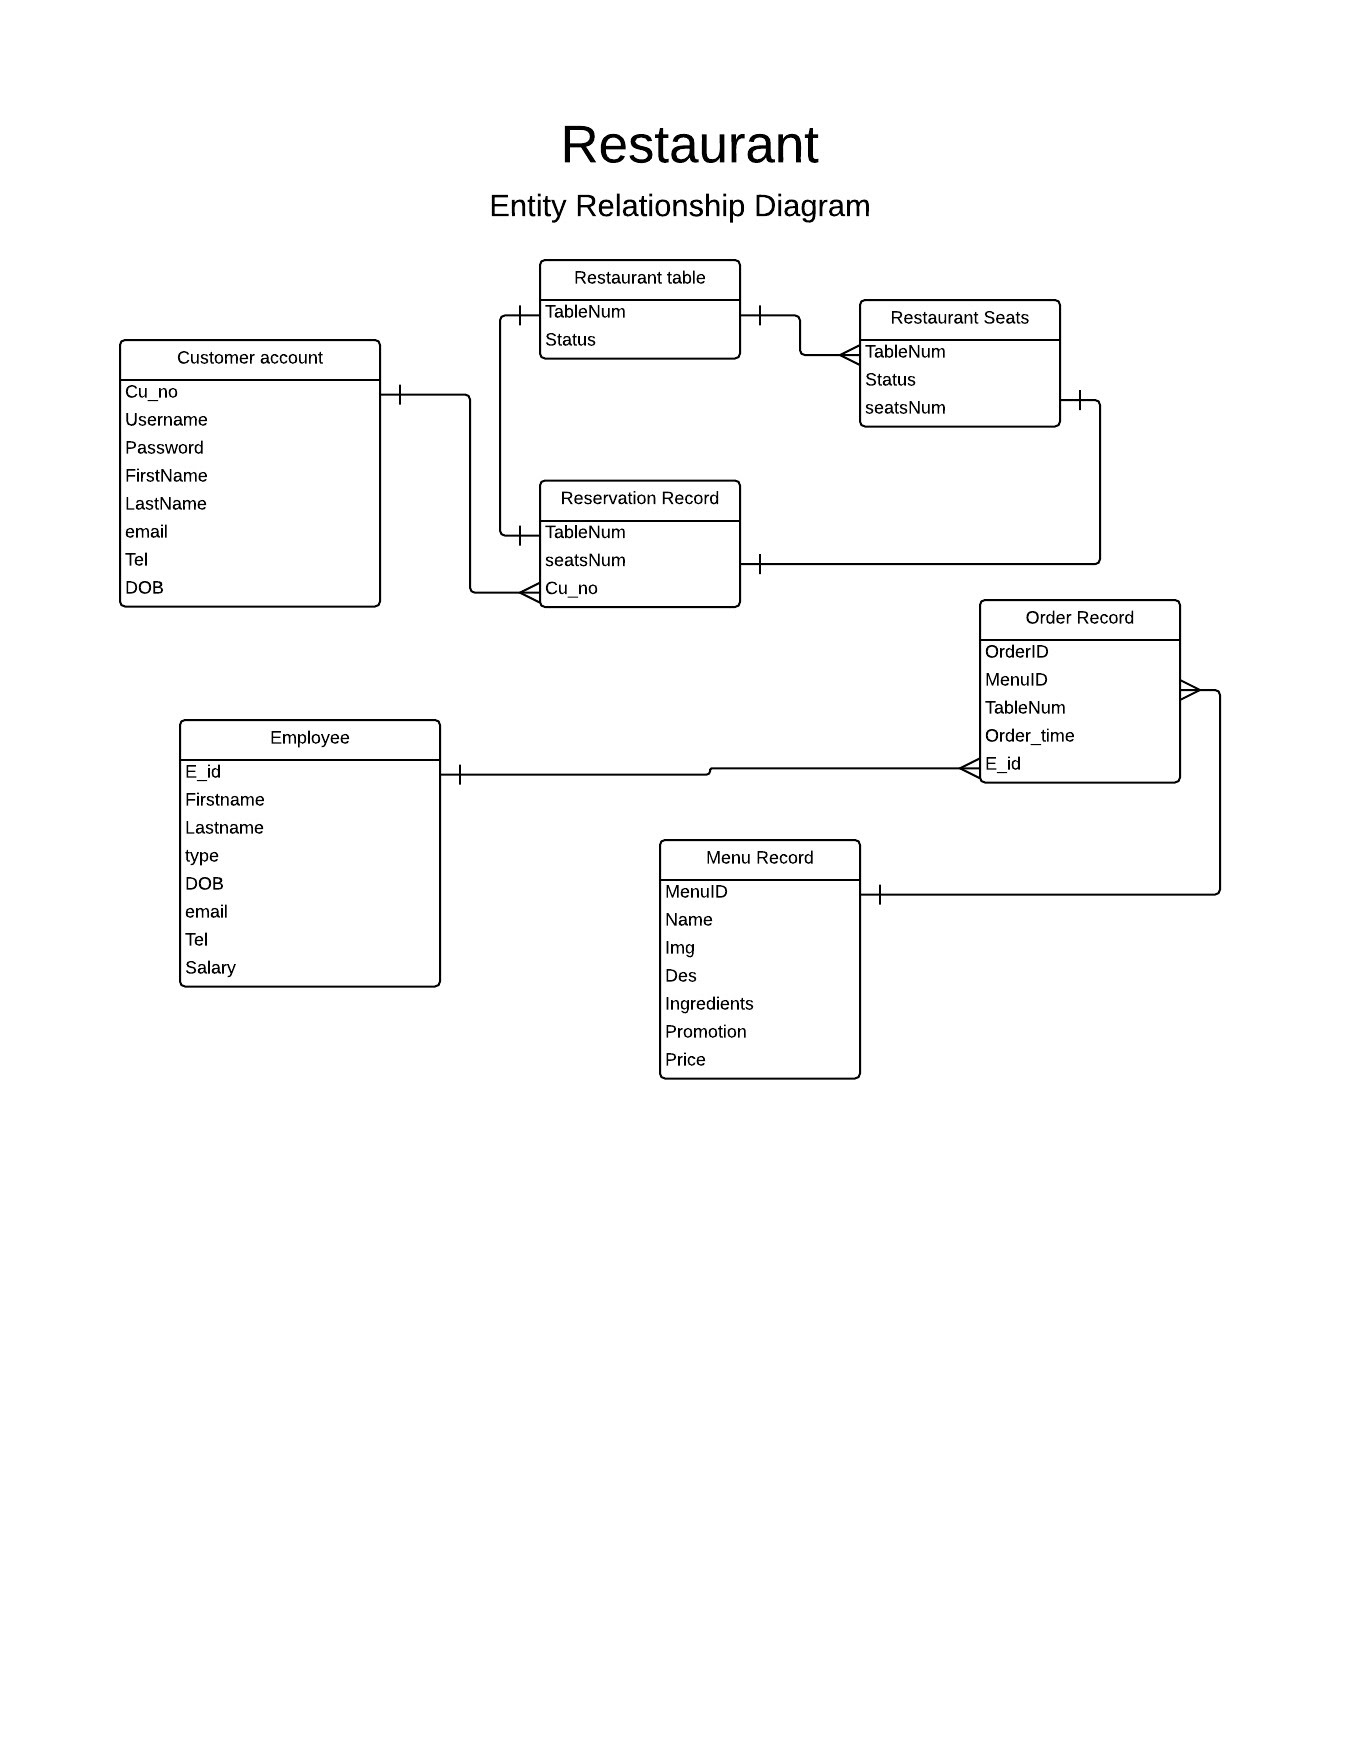 Restaurant
Entity Relationship Diagram
Restaurant table
TableNum
Status
Restaurant Seats
TableNum
Status
seatsNum
Customer account
Cu_no
Username
Password
FirstName
LastName
email
Tel
DOB
Reservation Record
TableNum
seatsNum
Cu_no
Order Record
OrderID
MenuID
TableNum
Order_time
E_id
Employee
E_id
Firstname
Lastname
type
DOB
email
Tel
Salary
Menu Record
MenuID
Name
Img
Des
Ingredients
Promotion
Price